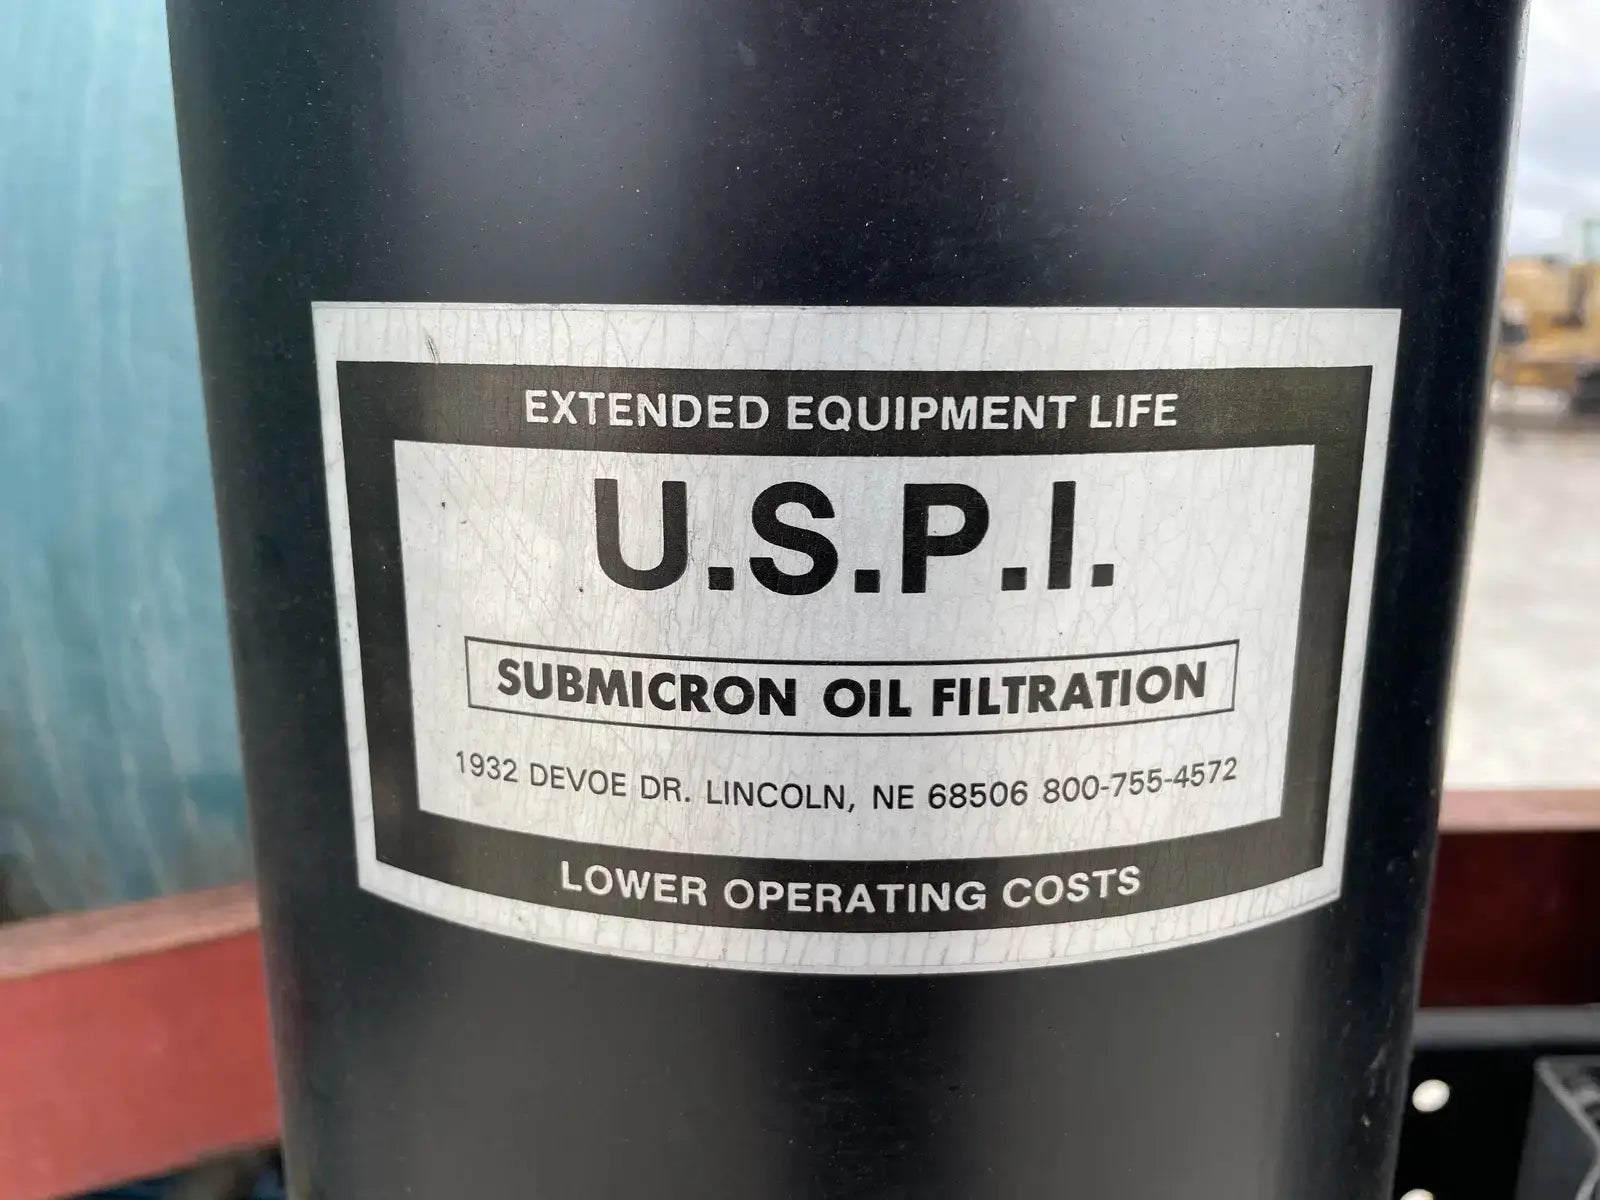 EXTENDED EQUIPMENT LIFE
U.S.P.I.
SUBMICRON OIL FILTRATION
1932 DEVOE DR. LINCOLN, NE 68506 800-755-4572
LOWER OPERATING COSTS